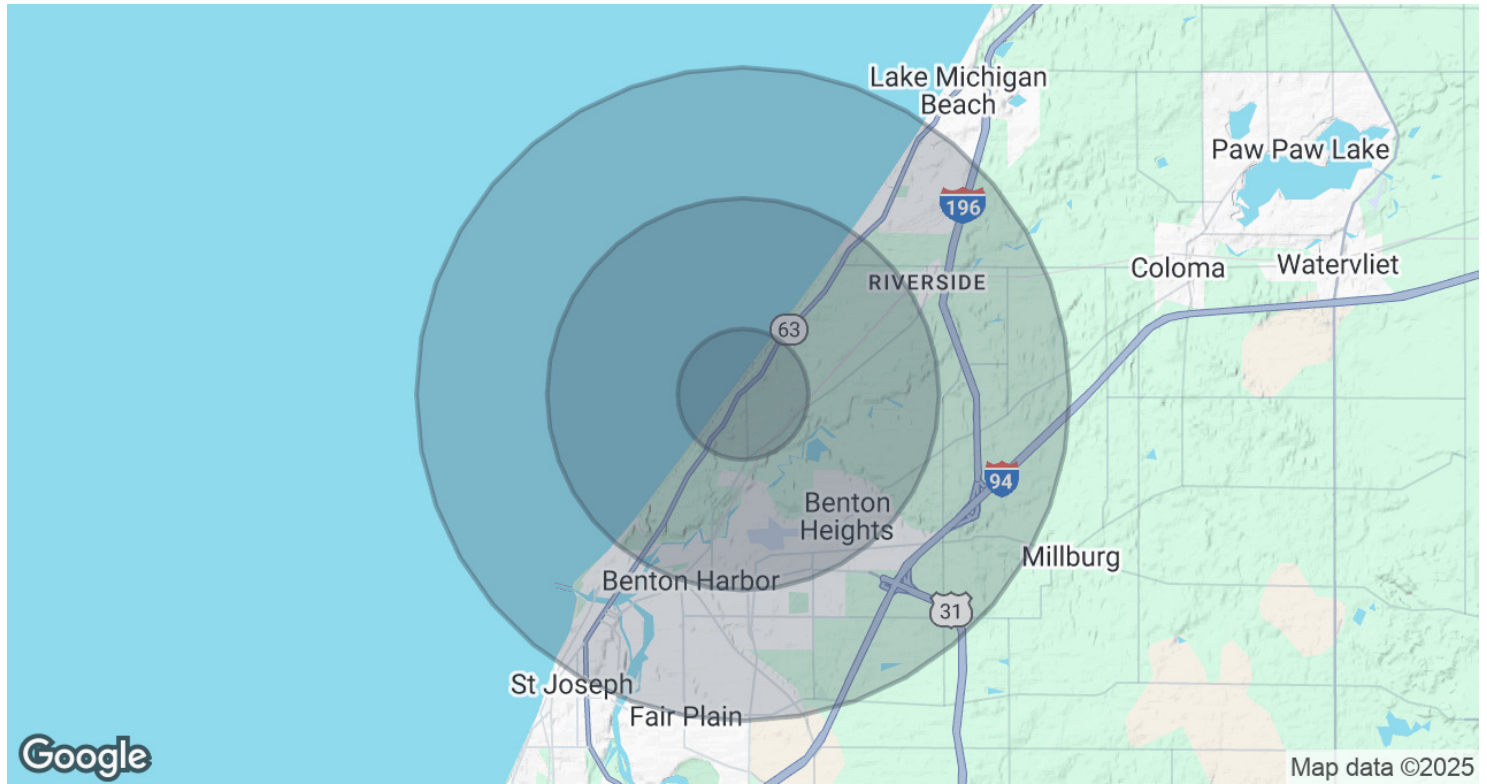 Lake Michigan
Beach
Paw Paw Lake
196
Coloma
Watervliet
RIVERSIDE
63
94
Benton
Heights
Millburg
Benton Harbor
31
St Joseph
Fair Plain
Google
Map data ©2025